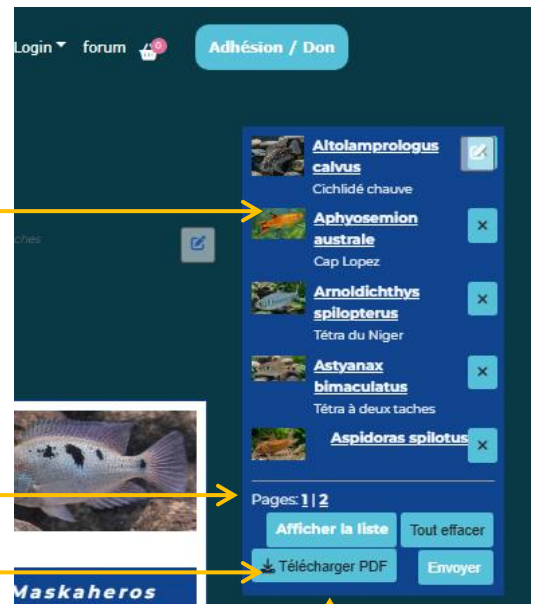 Login forum 0 Adhésion / Don
Altolamprologus
calvus
Cichlidé chauve
ches
Aphyosemion
australe
Cap Lopez
Arnoldichthys
spilopterus
Tétra du Niger
Astyanax
bimaculatus
Tétra à deux taches
Aspidoras spilotus
Pages: 1 | 2
Afficher la liste Tout effacer
Télécharger PDF Envoyer
Maskaheros